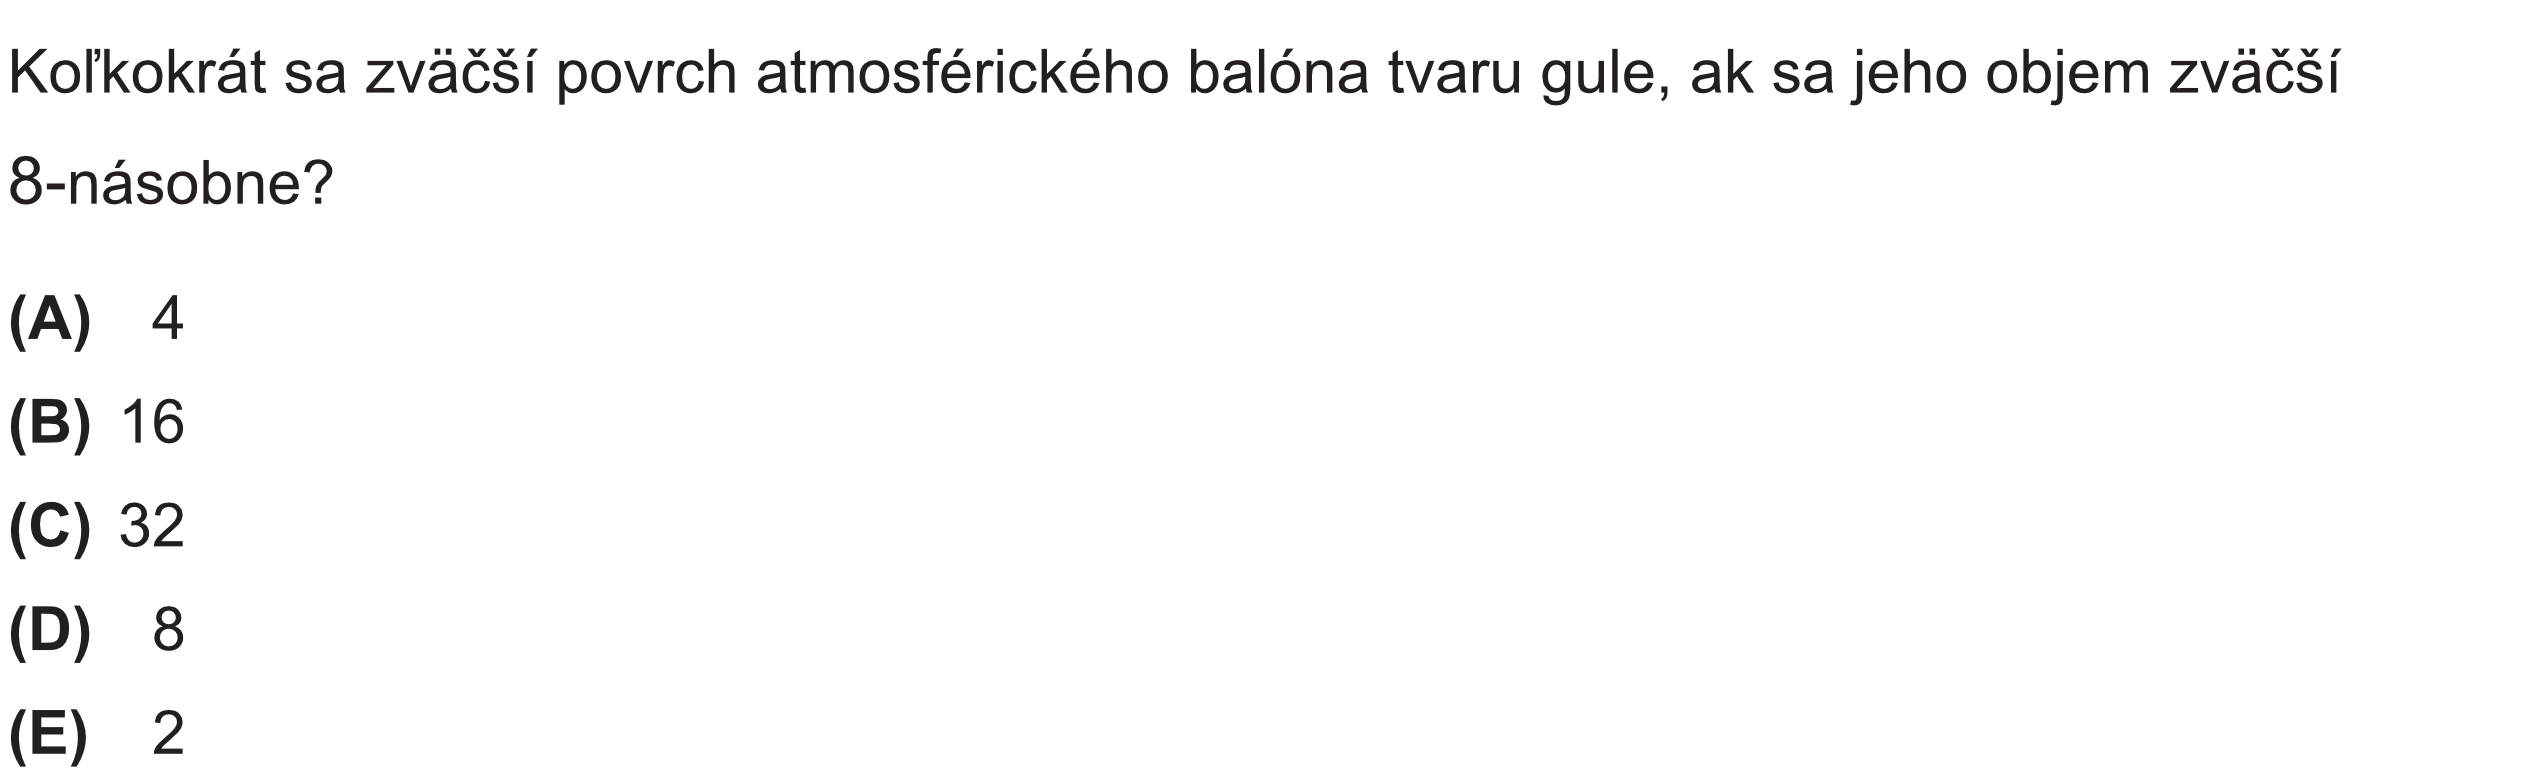 Koľkokrát sa zväčší povrch atmosférického balóna tvaru gule, ak sa jeho objem zväčší
8-násobne?
(A) 4
(B) 16
(C) 32
(D) 8
(E) 2